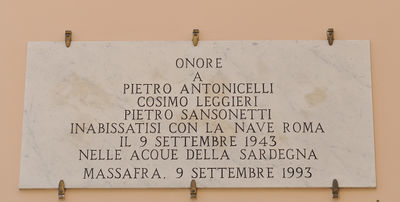 ONORE
A
PIETRO ANTONICELLI
COSIMO LEGGIERI
PIETRO SANSONETTI
INABISSATISI CON LA NAVE ROMA
IL 9 SETTEMBRE 1943
NELLE ACQUE DELLA SARDEGNA
MASSAFRA, 9 SETTEMBRE 1993